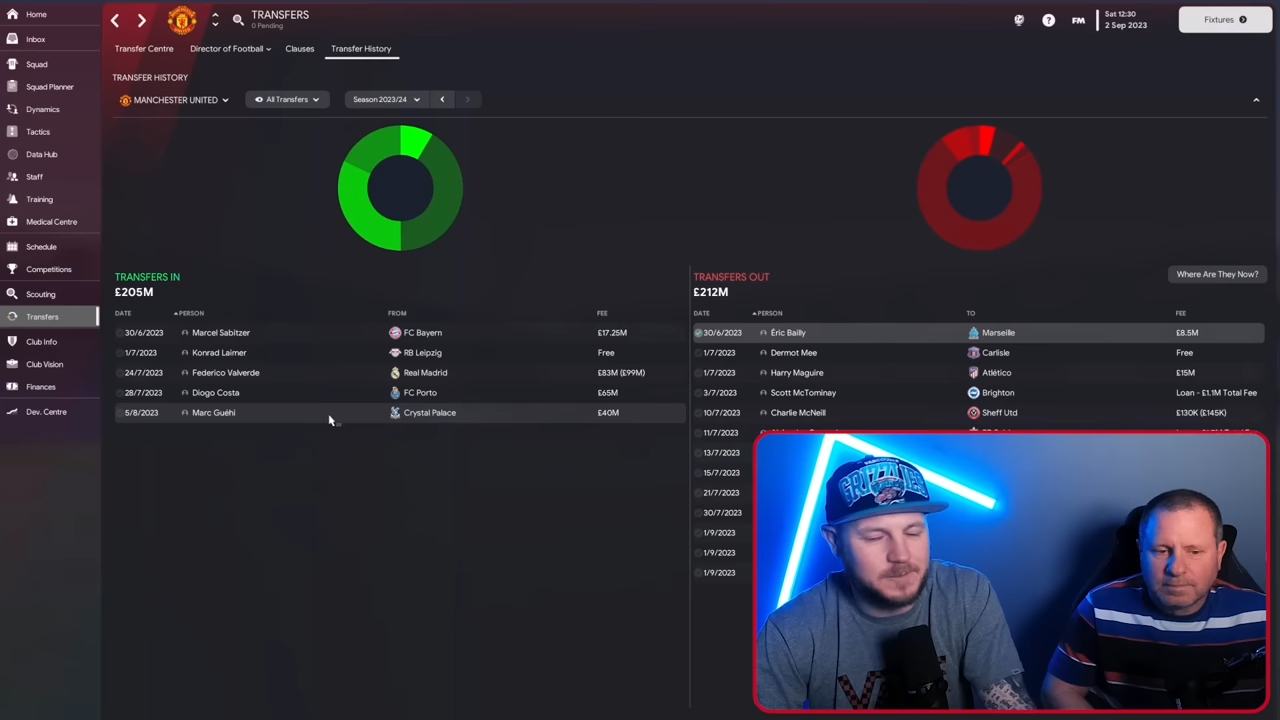 Home
Inbox
Squad
Squad Planner
Dynamics
Tactics
Data Hub
Staff
Training
Medical Centre
Schedule
Competitions
Scouting
Transfers
Club Info
Club Vision
Finances
Dev. Centre
TRANSFERS
0 Pending
FM
Sat 12:30
2 Sep 2023
Fixtures
Transfer Centre
Director of Football
Clauses
Transfer History
TRANSFER HISTORY
MANCHESTER UNITED
All Transfers
Season 2023/24
TRANSFERS IN
£205M
DATE PERSON FROM FEE
30/6/2023 Marcel Sabitzer FC Bayern £17.25M
1/7/2023 Konrad Laimer RB Leipzig Free
24/7/2023 Federico Valverde Real Madrid £83M (£99M)
28/7/2023 Diogo Costa FC Porto £65M
5/8/2023 Marc Guéhi Crystal Palace £40M
TRANSFERS OUT
£212M
Where Are They Now?
DATE PERSON TO FEE
30/6/2023 Éric Bailly Marseille £8.5M
1/7/2023 Dermot Mee Carlisle Free
1/7/2023 Harry Maguire Atlético £15M
3/7/2023 Scott McTominay Brighton Loan - £1.1M Total Fee
10/7/2023 Charlie McNeill Sheff Utd £130K (£145K)
11/7/2023
13/7/2023
15/7/2023
21/7/2023
30/7/2023
1/9/2023
1/9/2023
1/9/2023